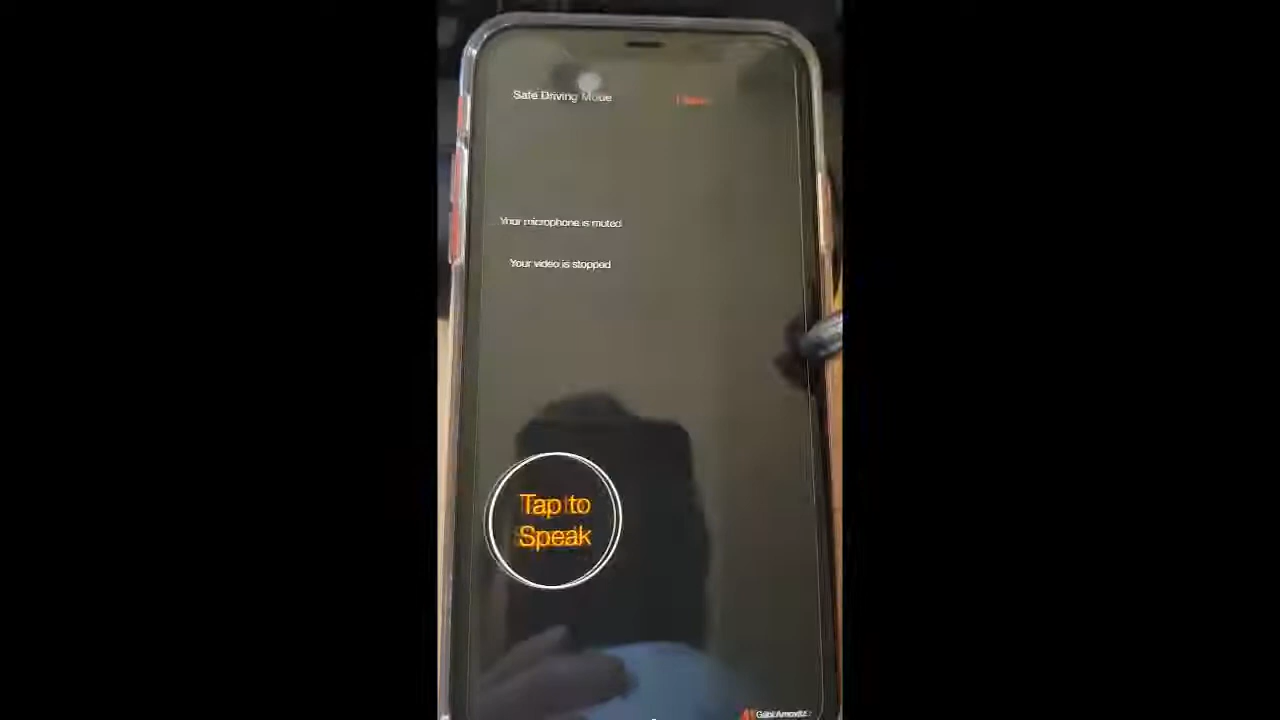 Safe Driving Mode
Your microphone is muted
Your video is stopped
Tap to
Speak